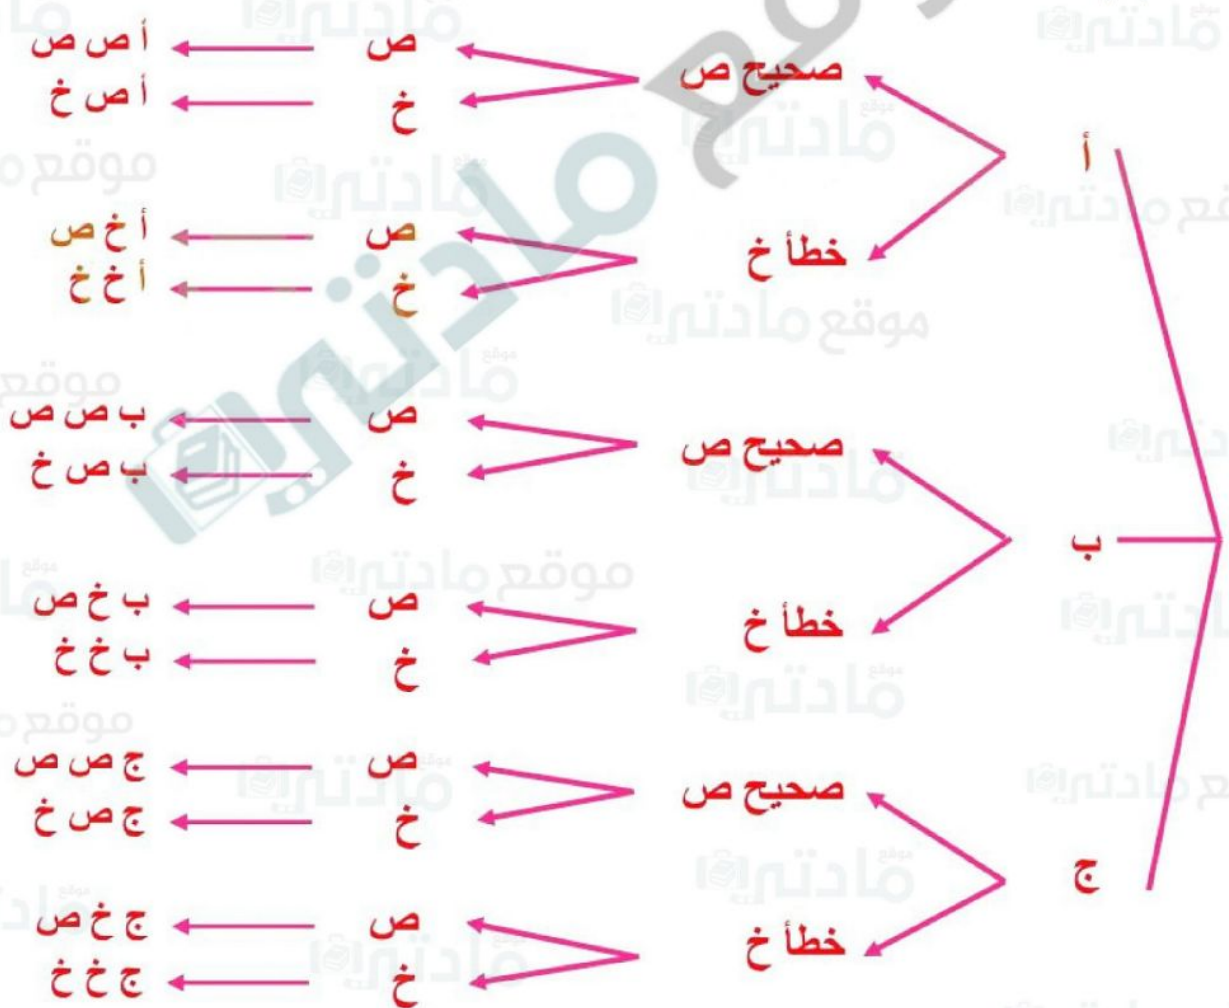 أ
صحيح ص
ص
أ ص ص
خ
أ ص خ
خطأ خ
ص
أ خ ص
خ
أ خ خ
ب
صحيح ص
ص
ب ص ص
خ
ب ص خ
خطأ خ
ص
ب خ ص
خ
ب خ خ
ج
صحيح ص
ص
ج ص ص
خ
ج ص خ
خطأ خ
ص
ج خ ص
خ
ج خ خ
موقع مادتي